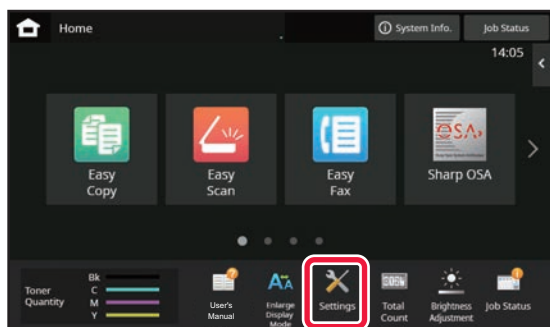 Home
System Info.
Job Status
14:05
Easy
Copy
Easy
Scan
Easy
Fax
OSA
Sharp OSA
Toner
Quantity
Bk
C
M
Y
User's
Manual
Enlarge
Display
Mode
Settings
Total
Count
Brightness
Adjustment
Job Status